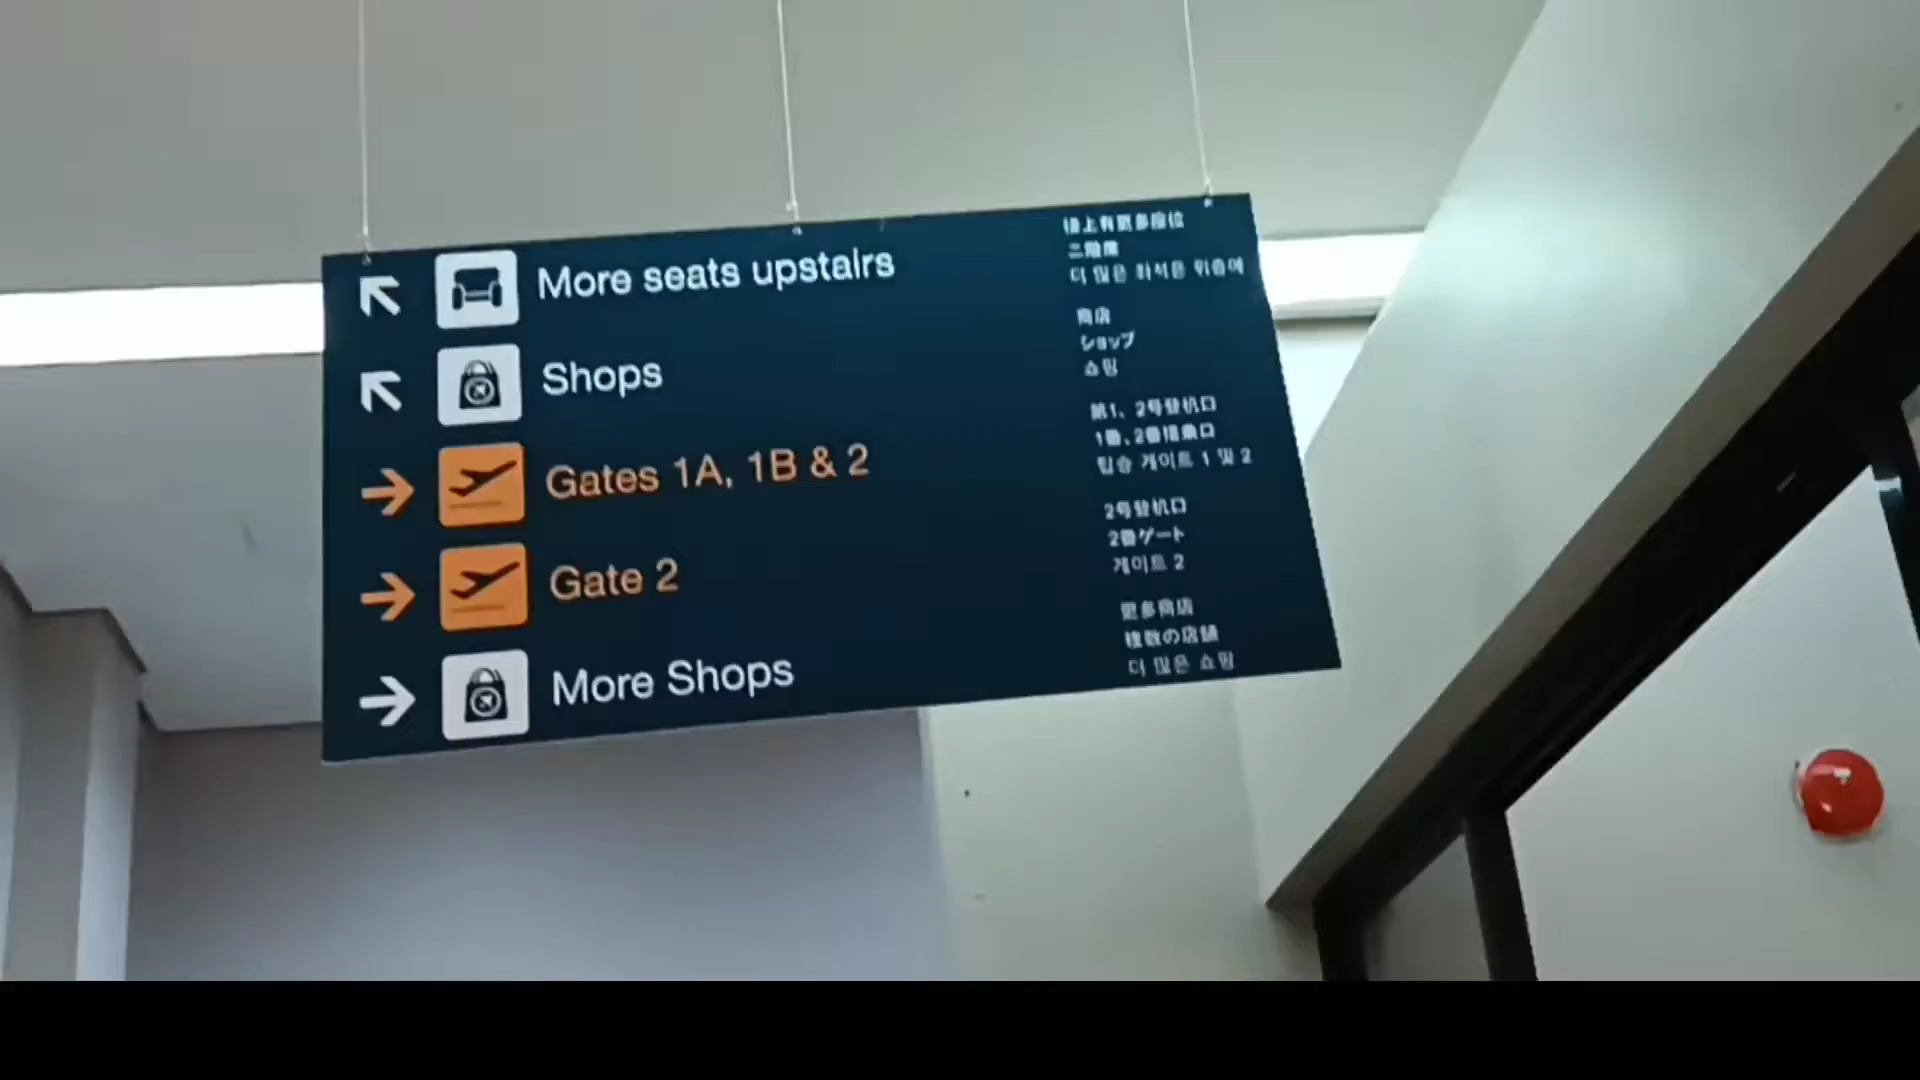 More seats upstairs
楼上有更多座位
二階席
더 많은 좌석은 위층에
Shops
商店
ショップ
쇼핑
Gates 1A, 1B & 2
第1、2号登机口
1番、2番搭乗口
탑승 게이트 1 및 2
Gate 2
2号登机口
2番ゲート
게이트 2
More Shops
更多商店
複数の店舗
더 많은 쇼핑